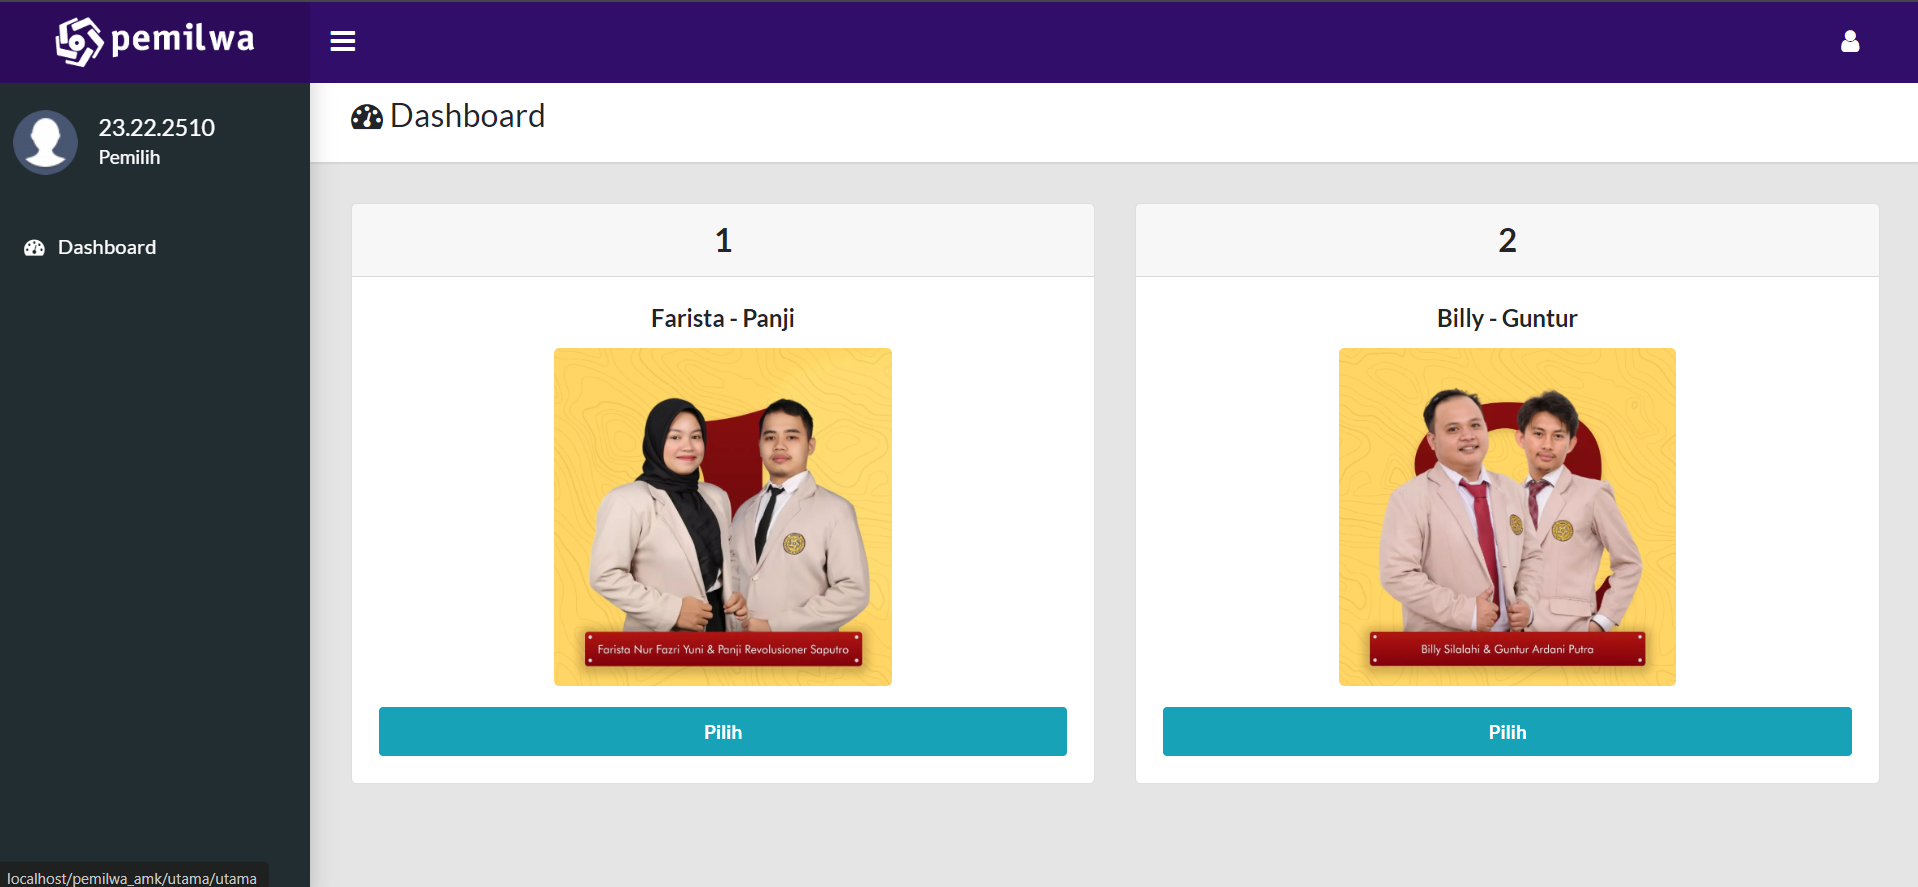 pemilwa
23.22.2510
Pemilih
Dashboard
Dashboard
1
Farista - Panji
Farista Nur Fazri Yuni & Panji Revolusioner Saputro
Pilih
2
Billy - Guntur
Billy Silalahi & Guntur Ardani Putra
Pilih
localhost/pemilwa_amk/utama/utama